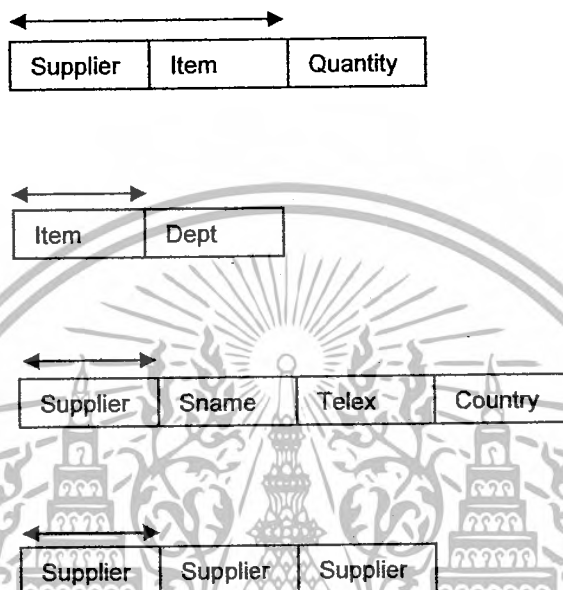 Supplier Item Quantity
Item Dept
Supplier Sname Telex Country
Supplier Supplier Supplier